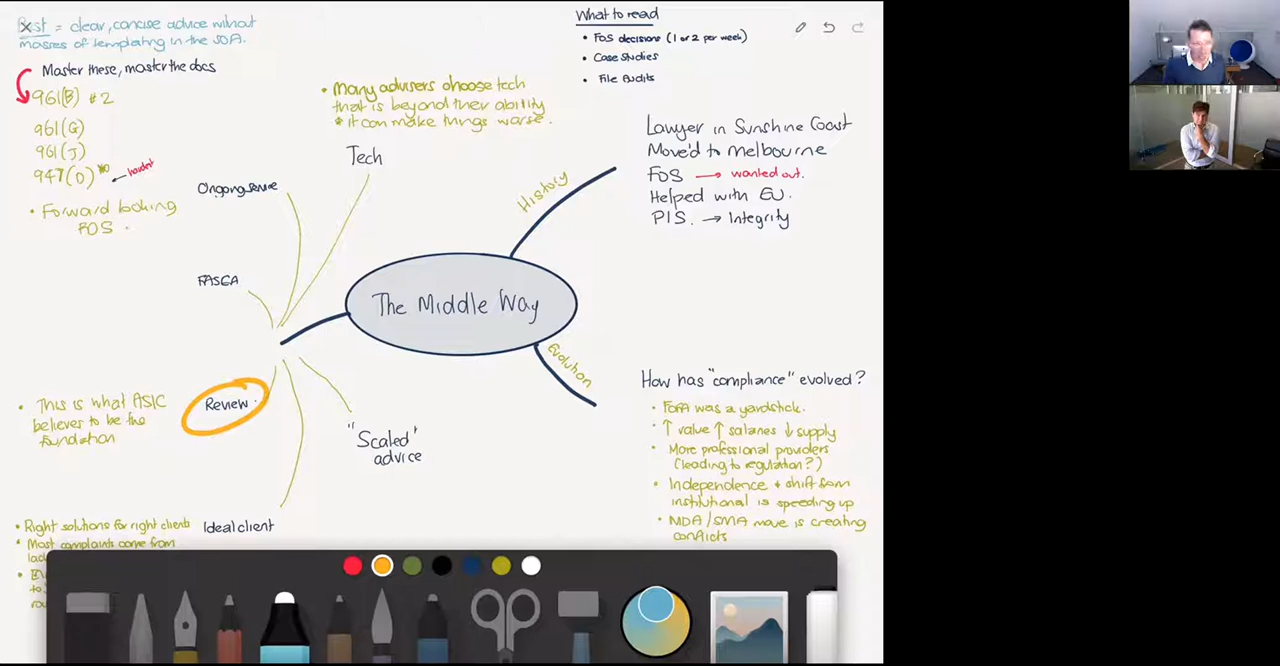 Best = clear, concise advice without
masses of templating in the SOA.
Master these, master the docs
961(B) #2
961(G)
961(J)
947(D)
harder
• Forward looking
ROS
What to read
• FOS decisions (1 or 2 per week)
• Case Studies
• File Audits
• Many advisers choose tech
that is beyond their ability
* it can make things worse.
Tech
Ongoing service
FASEA
History
Lawyer in Sunshine Coast
Move'd to Melbourne
FOS → wanted out.
Helped with EU.
PIS. → Integrity
The Middle Way
Evolution
How has "compliance" evolved?
• FOFA was a yardstick.
• ↑ value ↑ salaries ↓ supply
• More professional providers
(leading to regulation?)
• Independence + shift from
institutional is speeding up
• MDA/SMA move is creating
conflicts
Review
• This is what ASIC
believes to be the
foundation
"Scaled"
advice
Ideal client
• Right solutions for right clients
• Most complaints come from